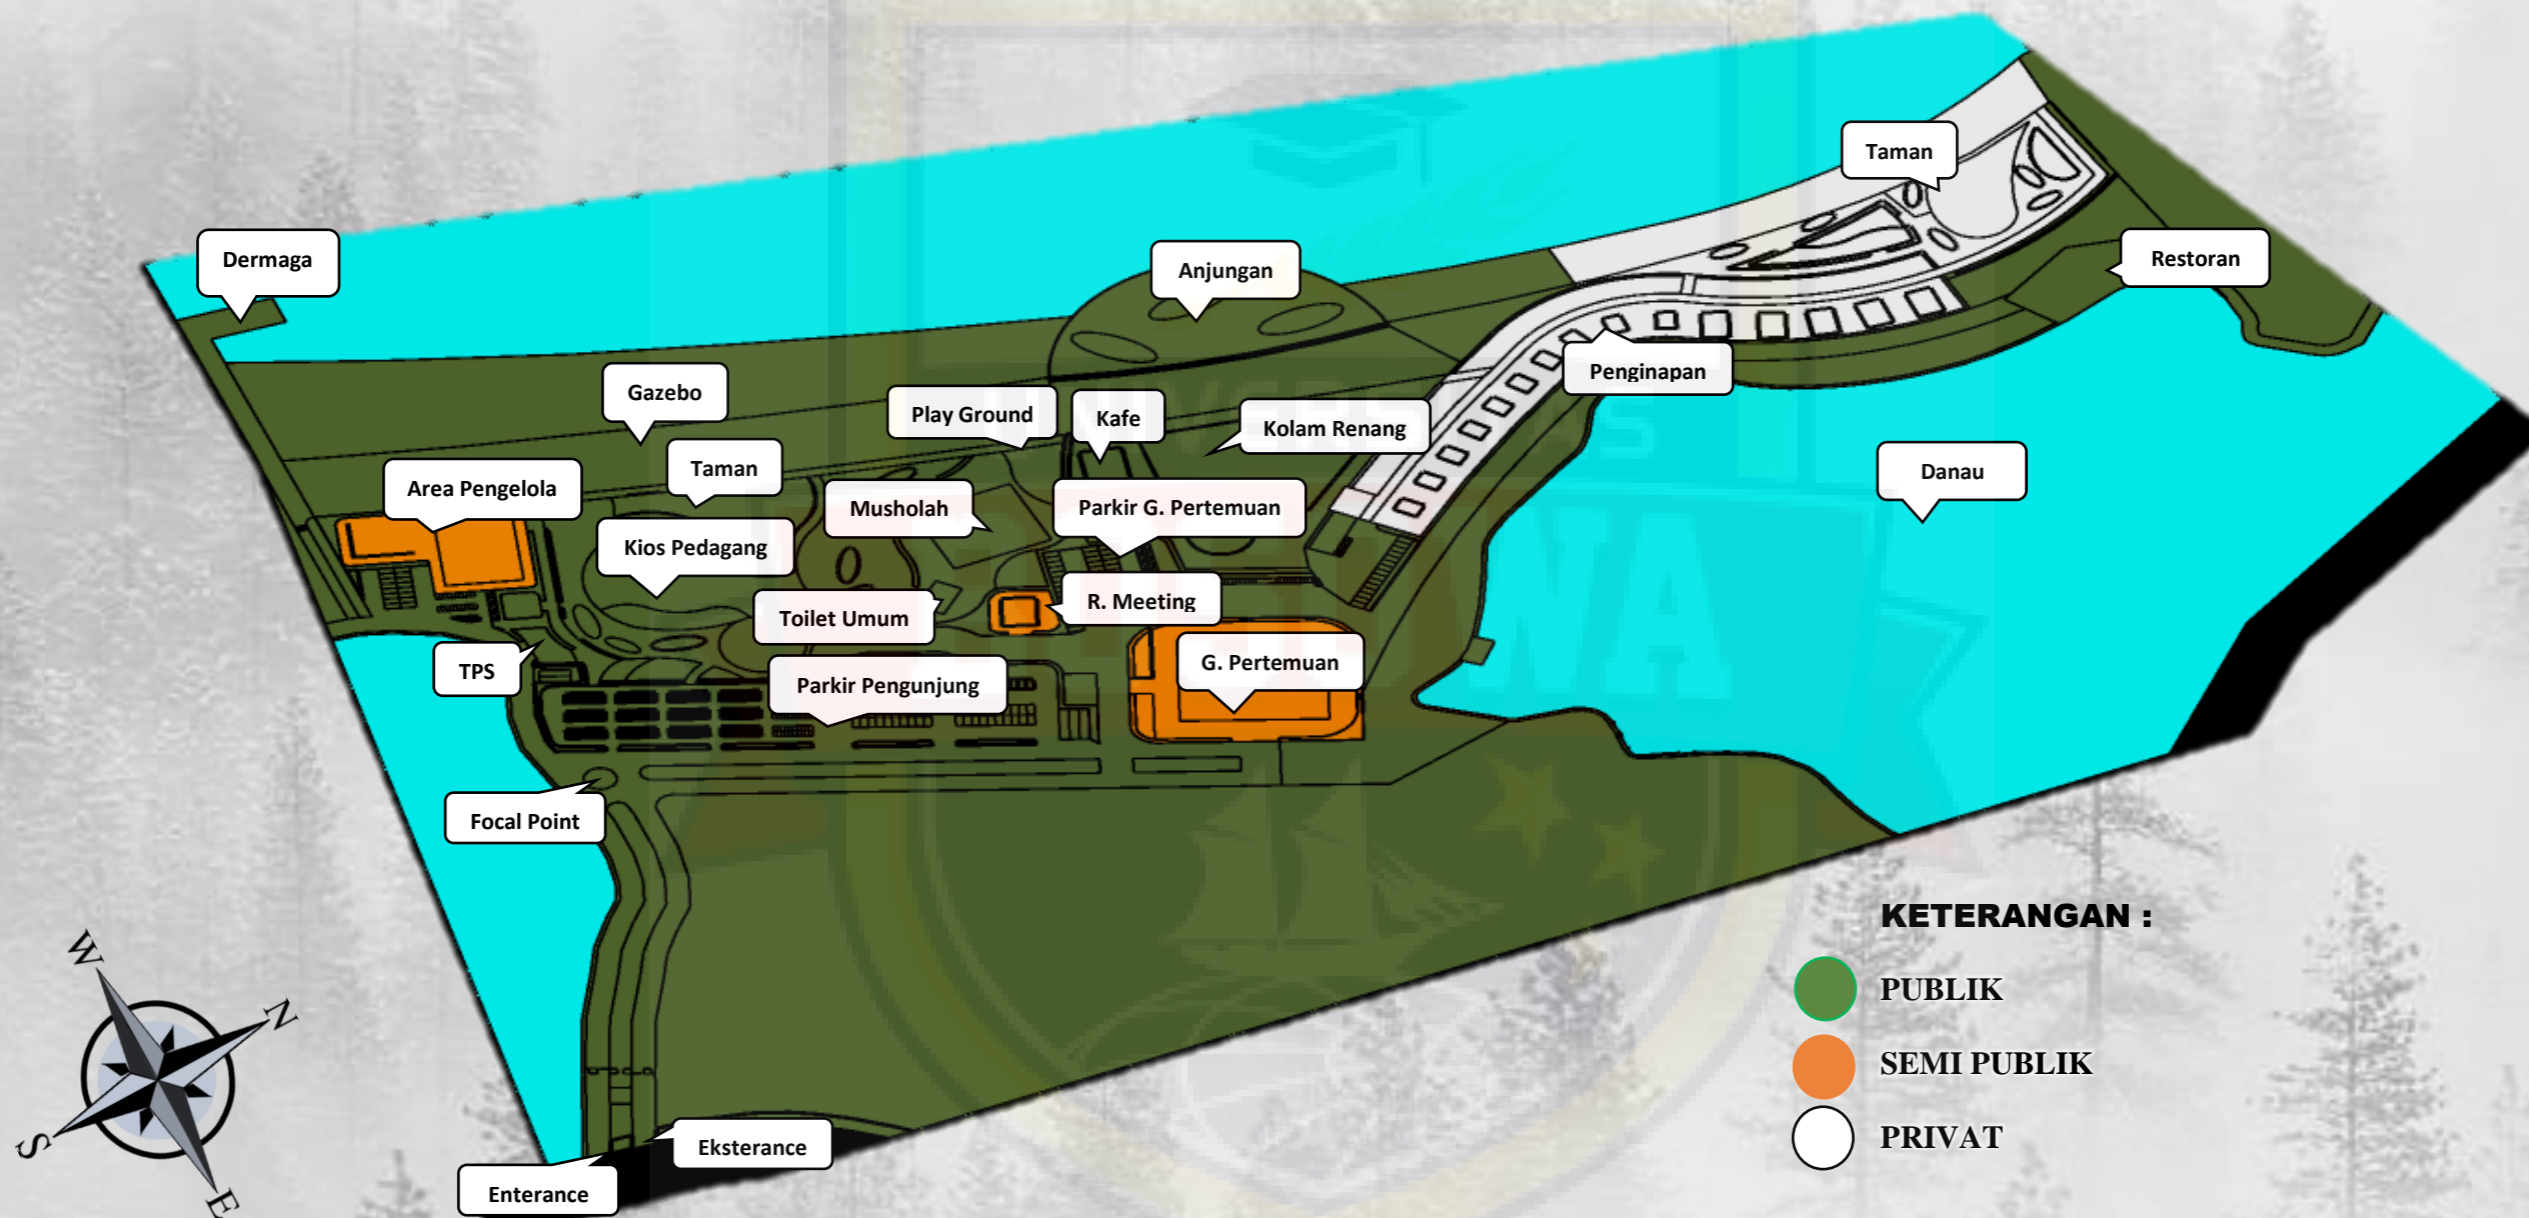 Taman
Dermaga
Restoran
Anjungan
Penginapan
Gazebo
Play Ground
Kafe
Kolam Renang
Taman
Danau
Area Pengelola
Musholah
Parkir G. Pertemuan
Kios Pedagang
R. Meeting
Toilet Umum
TPS
G. Pertemuan
Parkir Pengunjung
Focal Point
KETERANGAN :
PUBLIK
SEMI PUBLIK
PRIVAT
W
N
S
E
Eksterance
Enterance